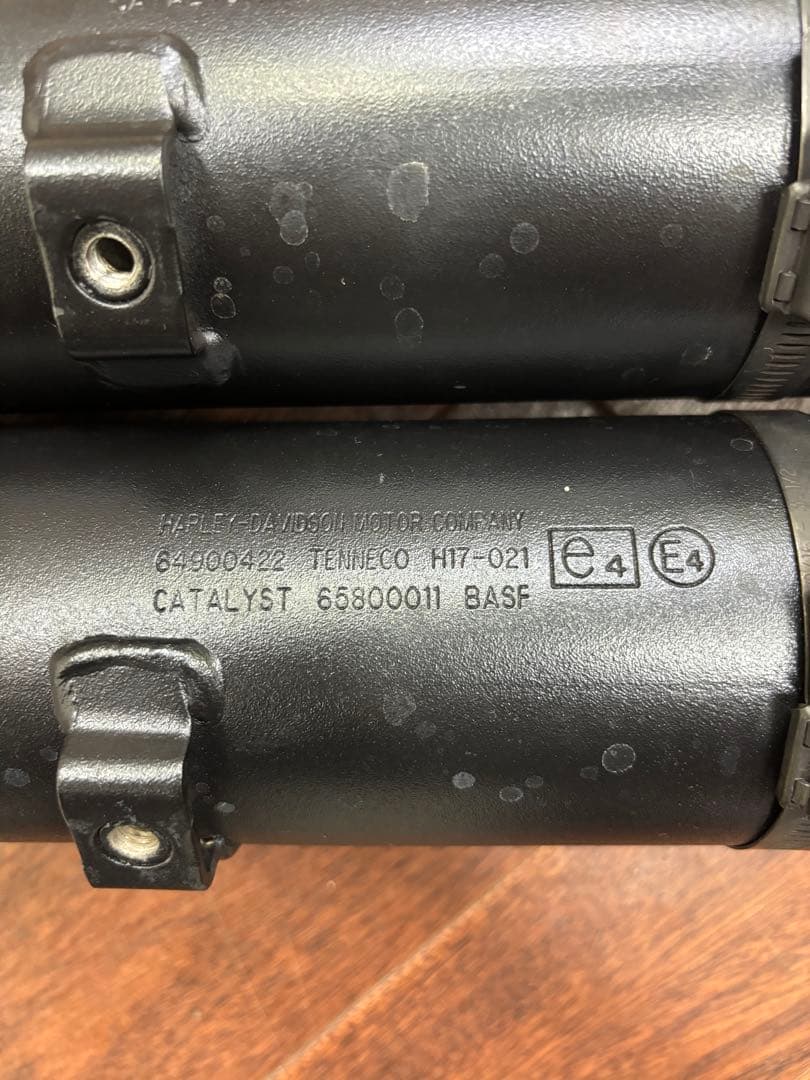 HARLEY-DAVIDSON MOTOR COMPANY
64900422 TENNECO H17-021 e4 E4
CATALYST 65800011 BASF